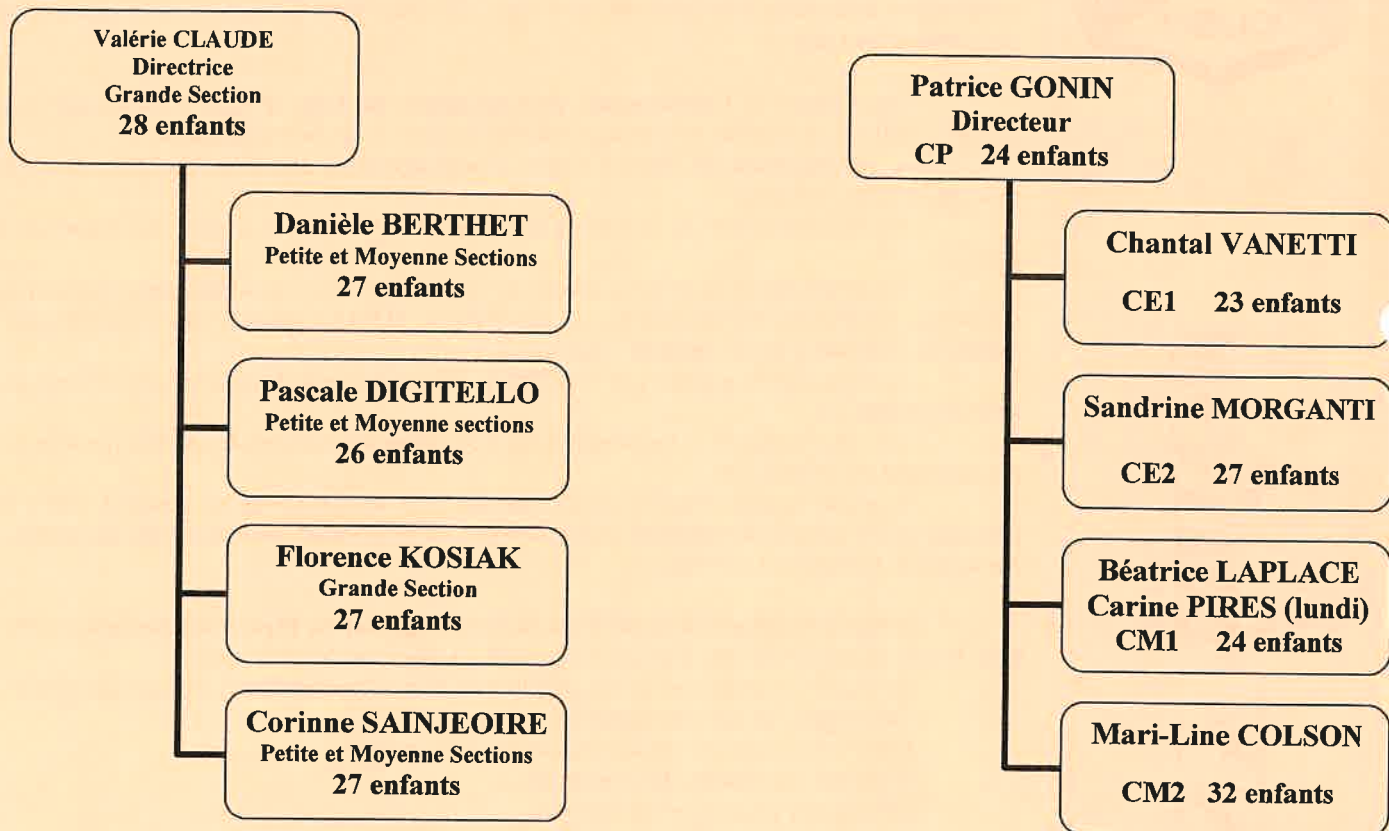 Valérie CLAUDE
Directrice
Grande Section
28 enfants
Danièle BERTHET
Petite et Moyenne Sections
27 enfants
Pascale DIGITELLO
Petite et Moyenne sections
26 enfants
Florence KOSIAK
Grande Section
27 enfants
Corinne SAINJEOIRE
Petite et Moyenne Sections
27 enfants
Patrice GONIN
Directeur
CP 24 enfants
Chantal VANETTI
CE1 23 enfants
Sandrine MORGANTI
CE2 27 enfants
Béatrice LAPLACE
Carine PIRES (lundi)
CM1 24 enfants
Mari-Line COLSON
CM2 32 enfants